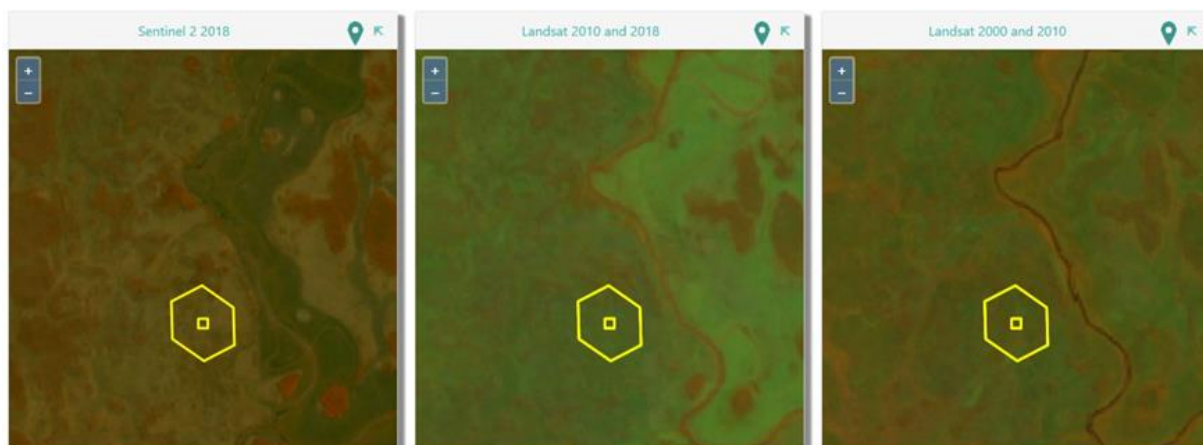 Sentinel 2 2018
Landsat 2010 and 2018
Landsat 2000 and 2010
+
−
+
−
+
−